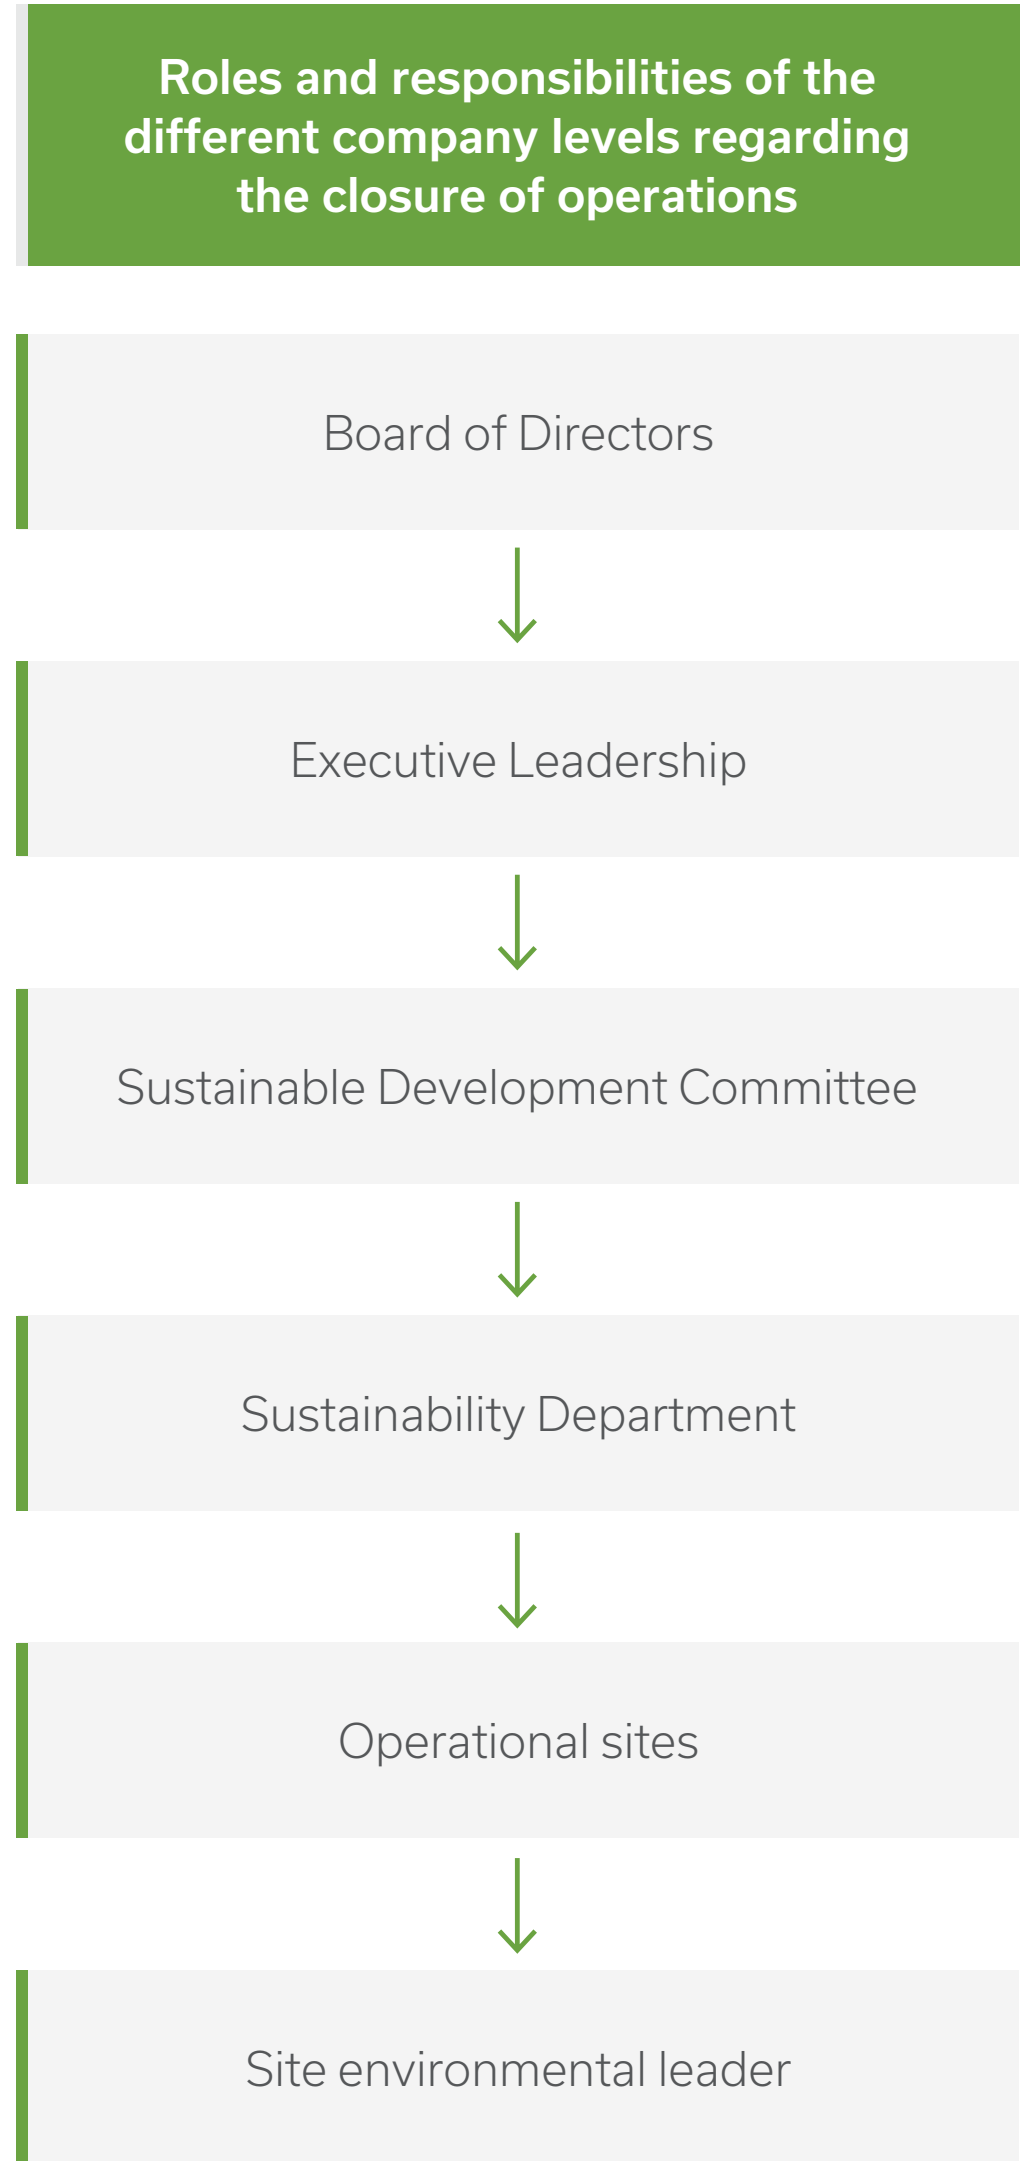 Roles and responsibilities of the
different company levels regarding
the closure of operations
Board of Directors
Executive Leadership
Sustainable Development Committee
Sustainability Department
Operational sites
Site environmental leader